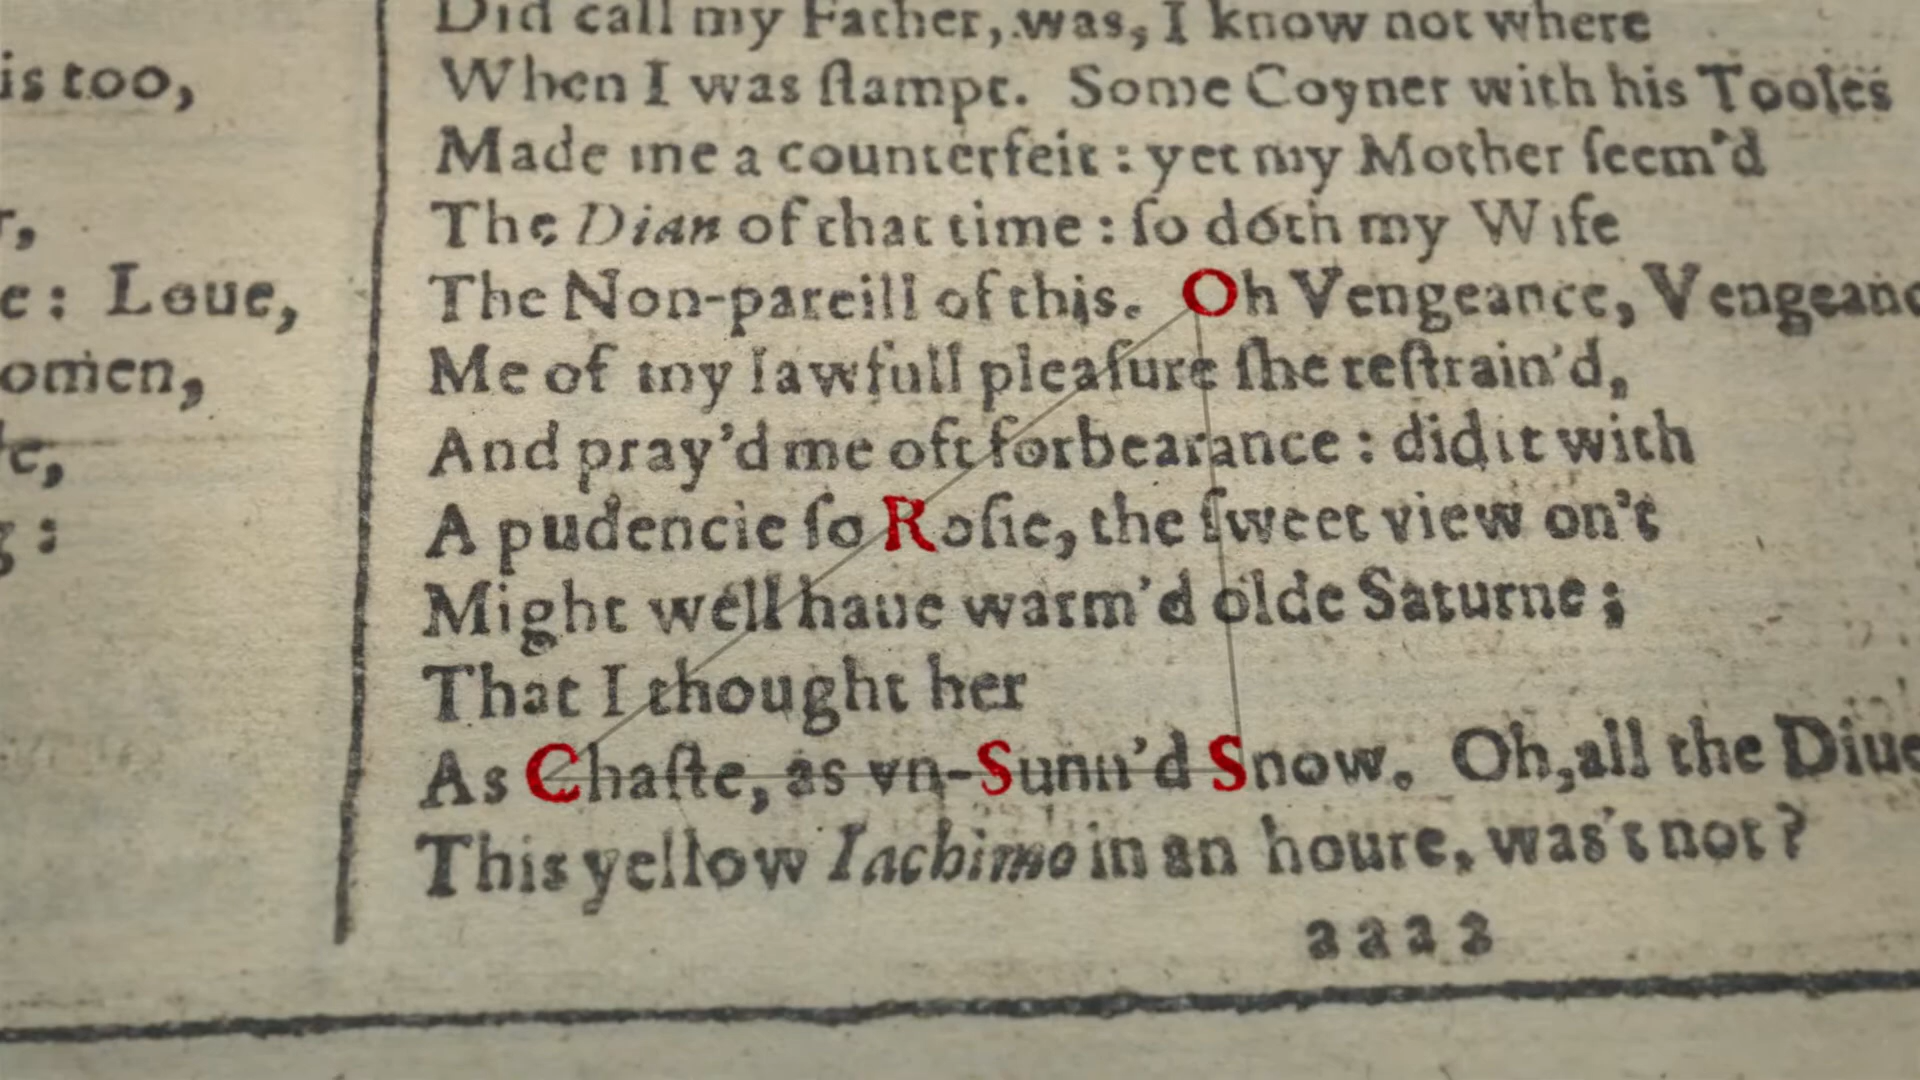 is too,
r,
e: Loue,
omen,
le,
g:
Did call my Father, was, I know not where
When I was ſtampt. Some Coyner with his Tooles
Made me a counterfeit: yet my Mother ſeem'd
The Dian of that time: ſo doth my Wife
The Non-pareill of this. Oh Vengeance, Vengeanc
Me of my lawfull pleaſure ſhe reſtrain'd,
And pray'd me oft forbearance: did it with
A pudencie ſo Roſie, the ſweet view on't
Might well haue warm'd olde Saturne;
That I thought her
As Chaſte, as vn-Sunn'd Snow. Oh, all the Diue
This yellow Iachimo in an houre, was't not?
aaa2